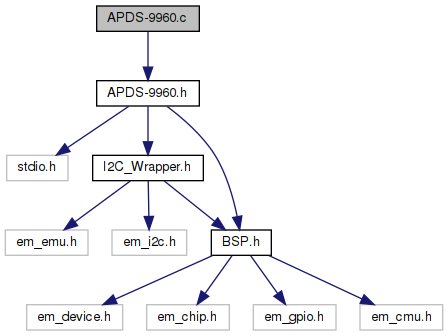 APDS-9960.c
APDS-9960.h
stdio.h
I2C_Wrapper.h
em_emu.h
em_i2c.h
BSP.h
em_device.h
em_chip.h
em_gpio.h
em_cmu.h